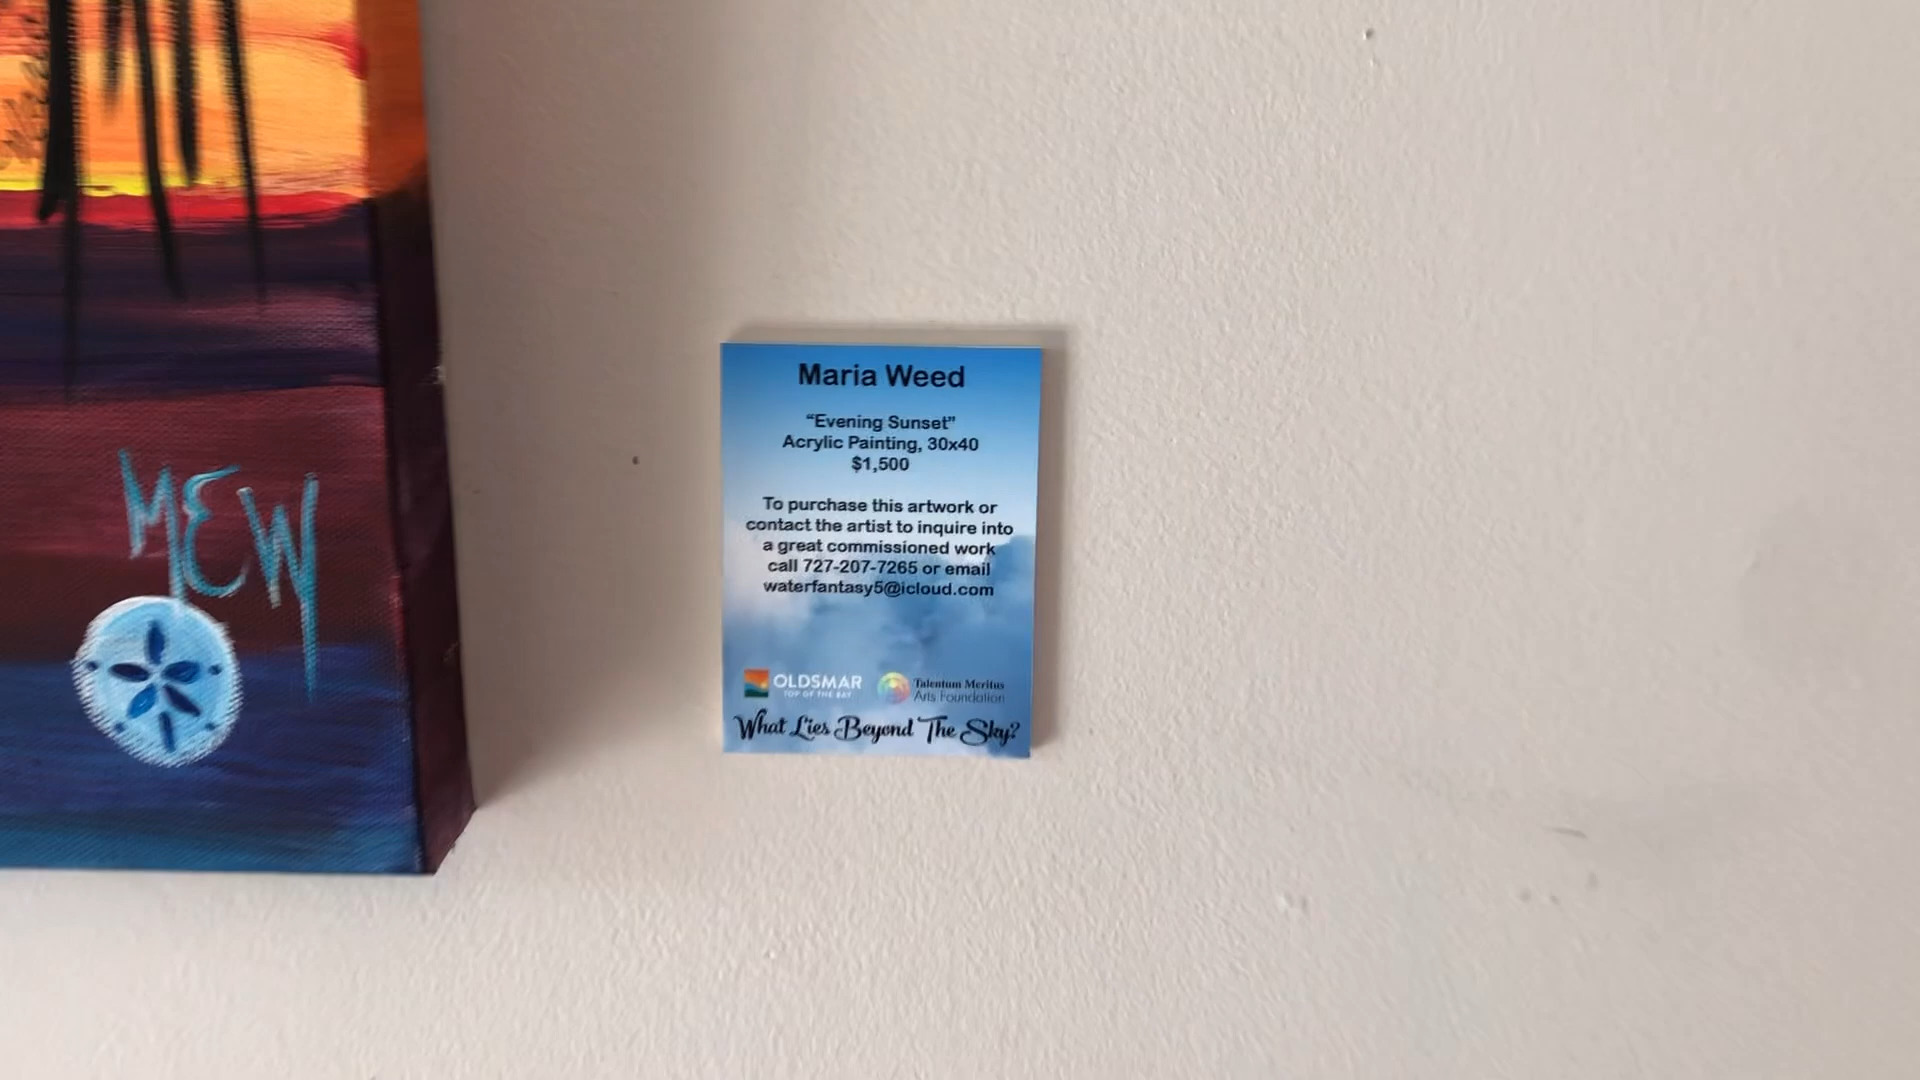 MEW
Maria Weed
“Evening Sunset”
Acrylic Painting, 30x40
$1,500
To purchase this artwork or
contact the artist to inquire into
a great commissioned work
call 727-207-7265 or email
waterfantasy5@icloud.com
OLDSMAR
TOP OF THE BAY
Talentum Meritus
Arts Foundation
What Lies Beyond The Sky?